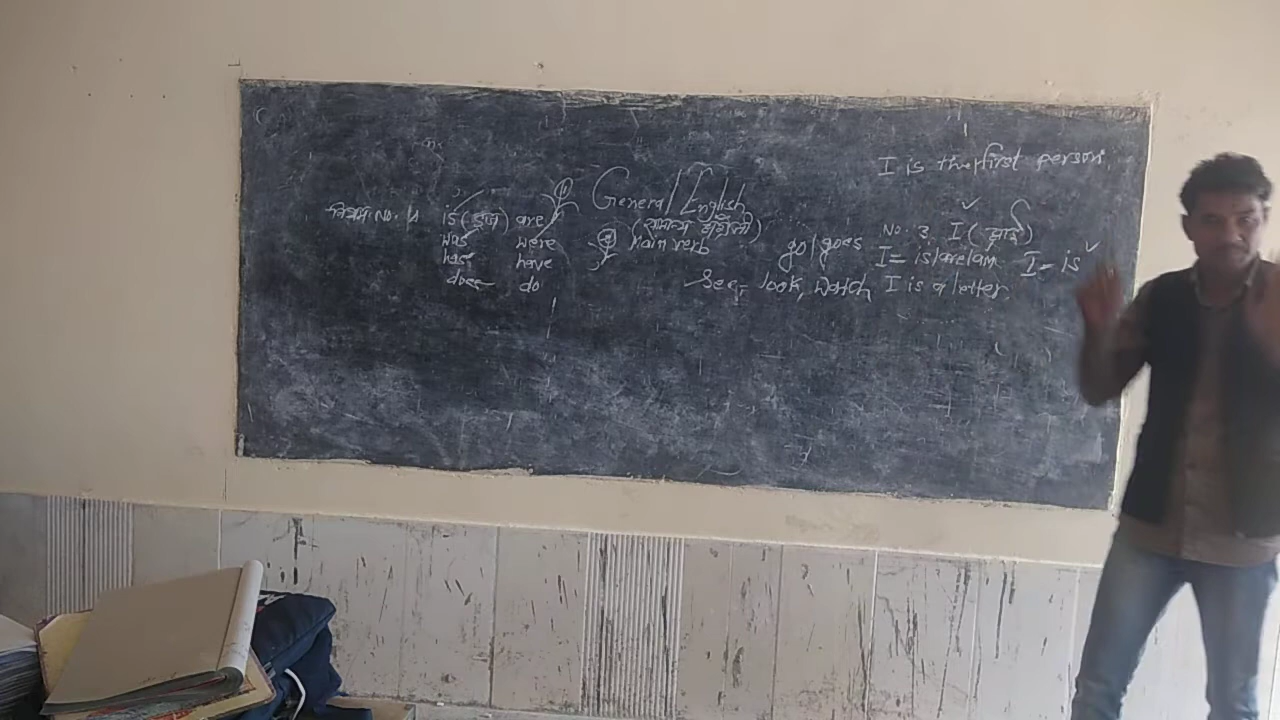 I is the first person.
General English
(सामान्य इंग्लिश)
नियम No. 1 is (इज) are
was were
has have
does do
Main verb
go/goes
See, look, watch
No. 3 I (आई)
I = is/are/am I = is
I is a letter.